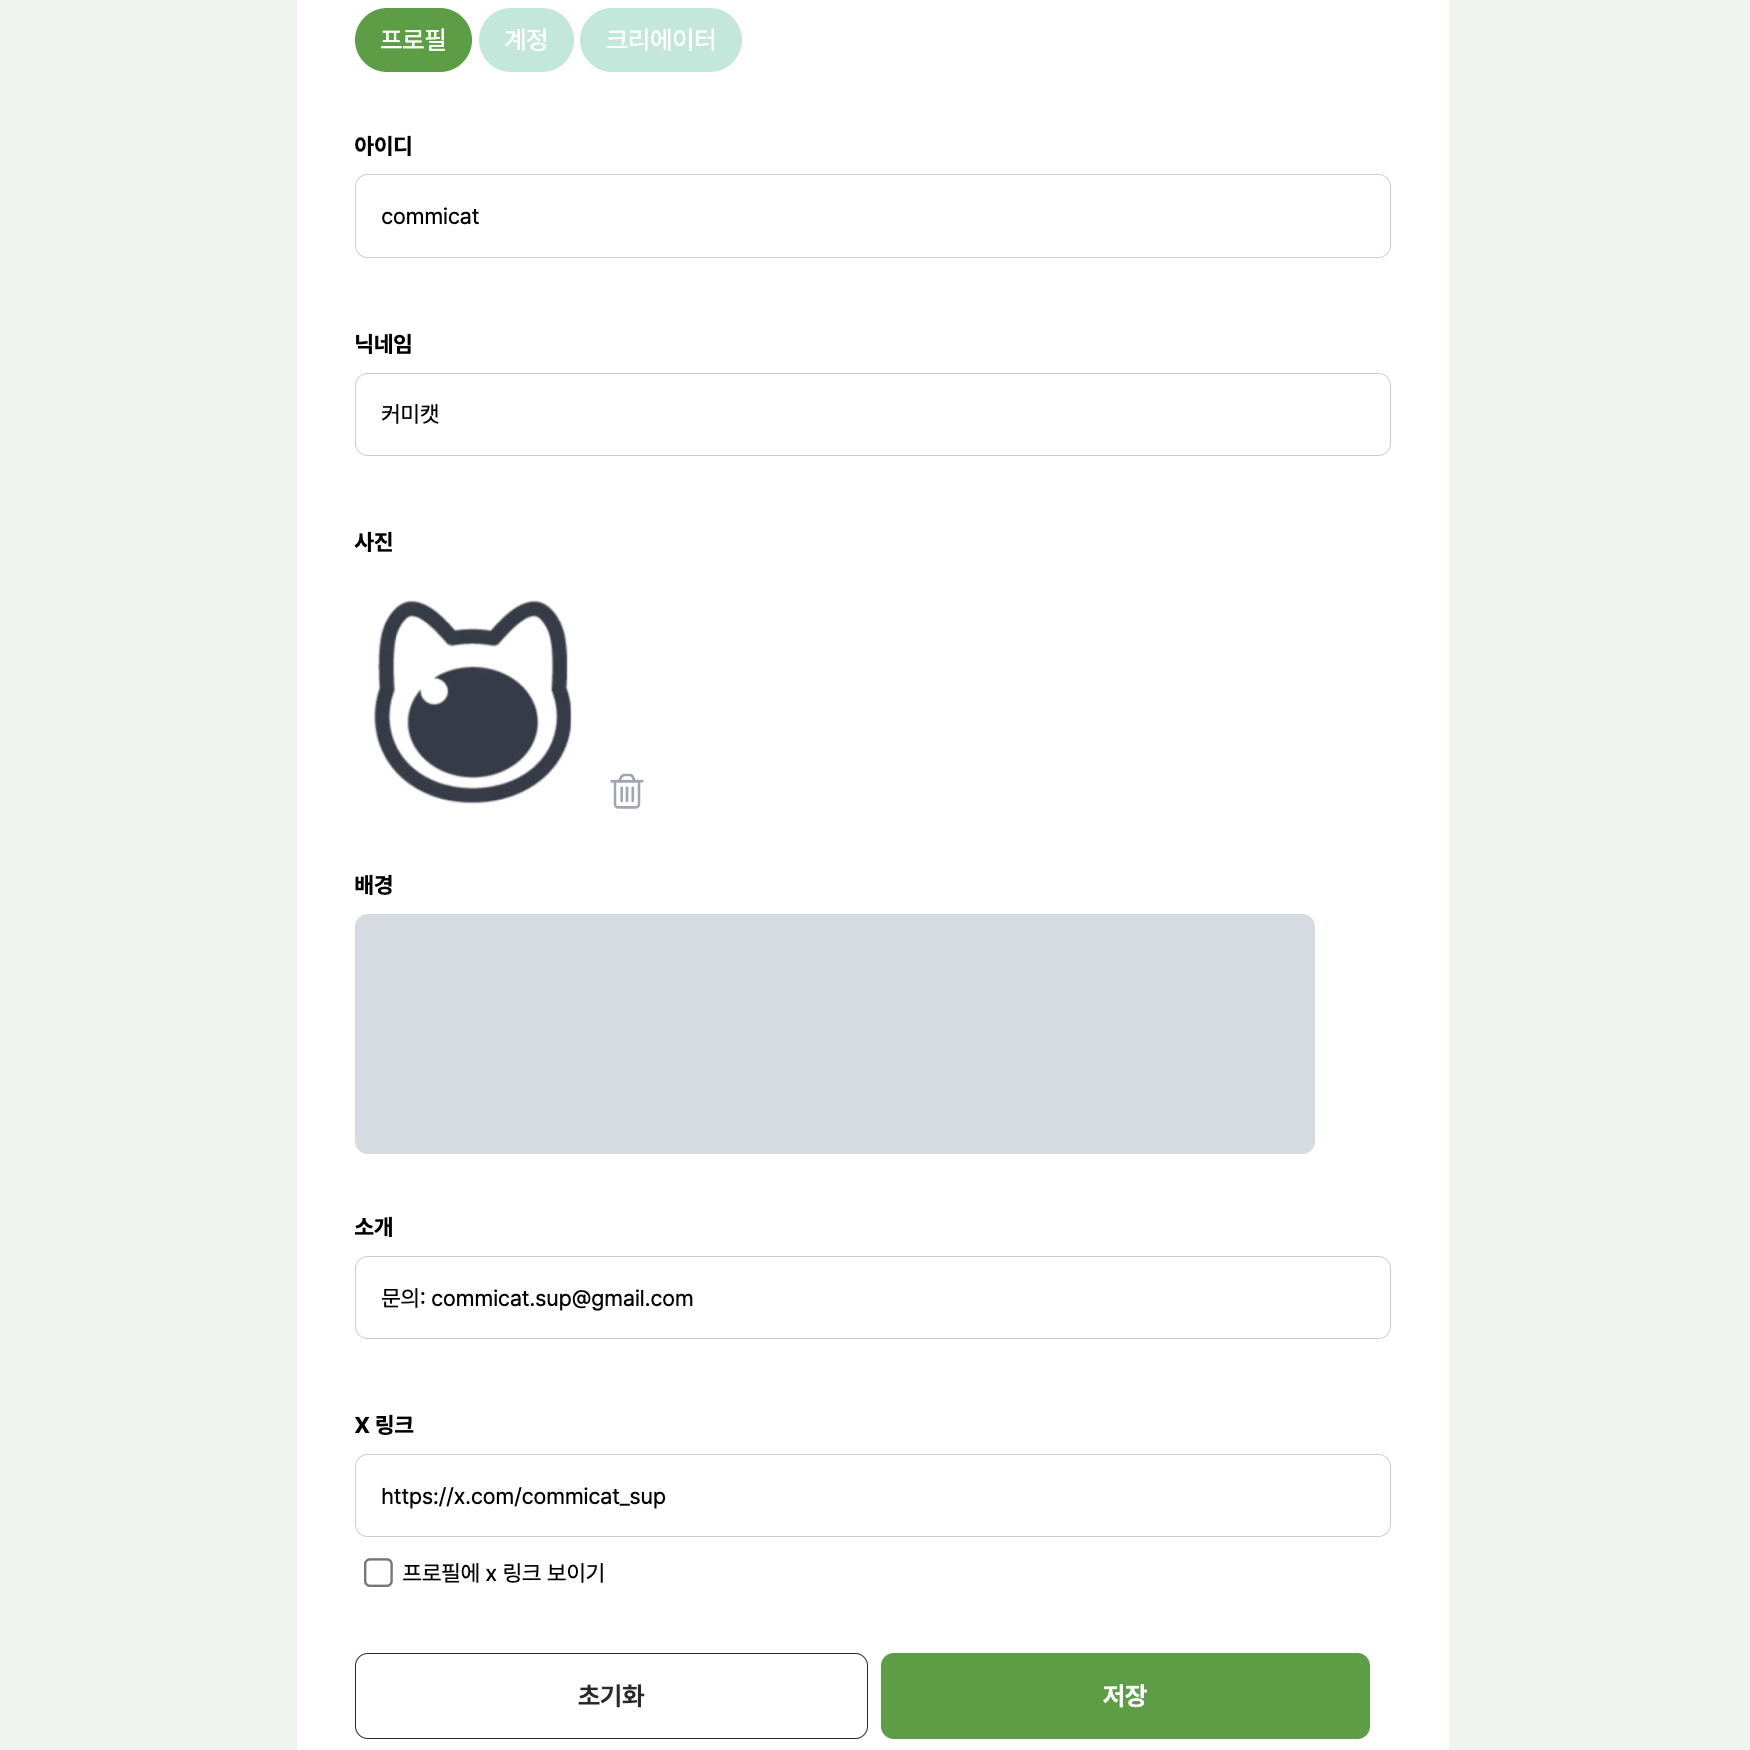 프로필 계정 크리에이터
아이디
commicat
닉네임
커미캣
사진
배경
소개
문의: commicat.sup@gmail.com
X 링크
https://x.com/commicat_sup
프로필에 x 링크 보이기
초기화 저장